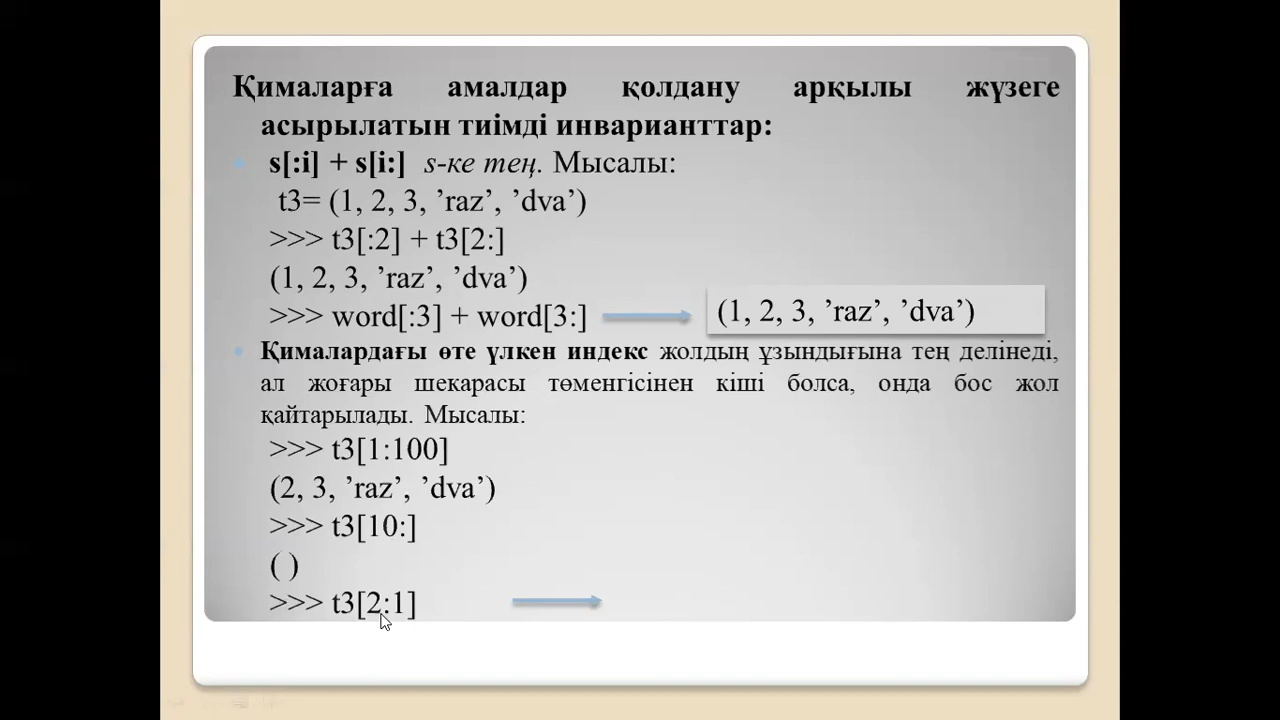 Қималарға амалдар қолдану арқылы жүзеге
асырылатын тиімді инварианттар:
s[:i] + s[i:] s-ке тең. Мысалы:
t3= (1, 2, 3, ’raz’, ’dva’)
>>> t3[:2] + t3[2:]
(1, 2, 3, ’raz’, ’dva’)
>>> word[:3] + word[3:]
(1, 2, 3, ’raz’, ’dva’)
Қималардағы өте үлкен индекс жолдың ұзындығына тең делінеді,
ал жоғары шекарасы төменгісінен кіші болса, онда бос жол
қайтарылады. Мысалы:
>>> t3[1:100]
(2, 3, ’raz’, ’dva’)
>>> t3[10:]
( )
>>> t3[2:1]